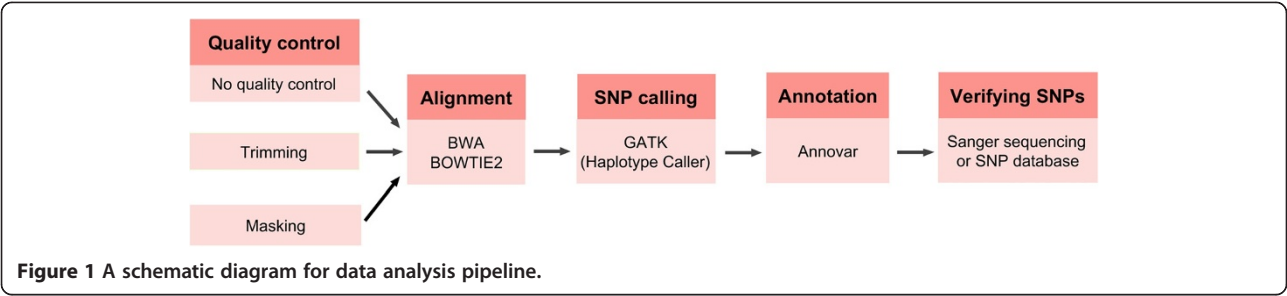 Quality control
No quality control
Trimming
Masking
Alignment
BWA
BOWTIE2
SNP calling
GATK
(Haplotype Caller)
Annotation
Annovar
Verifying SNPs
Sanger sequencing
or SNP database
Figure 1 A schematic diagram for data analysis pipeline.